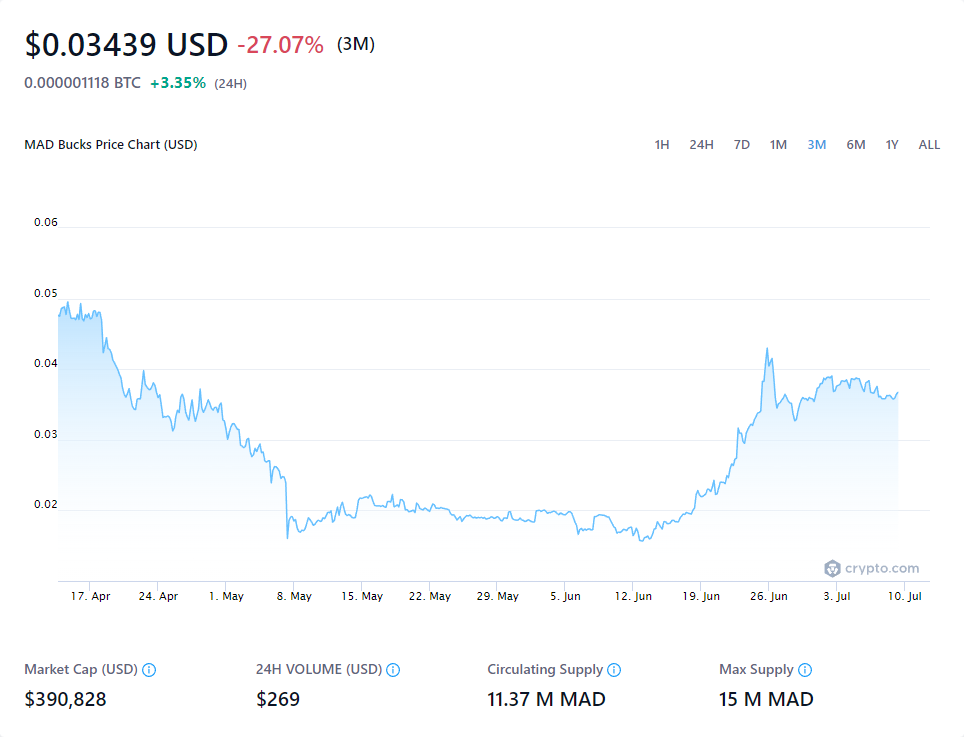 $0.03439 USD -27.07% (3M)
0.000001118 BTC +3.35% (24H)
MAD Bucks Price Chart (USD) 1H 24H 7D 1M 3M 6M 1Y ALL
0.06
0.05
0.04
0.03
0.02
crypto.com
17. Apr 24. Apr 1. May 8. May 15. May 22. May 29. May 5. Jun 12. Jun 19. Jun 26. Jun 3. Jul 10. Jul
Market Cap (USD) 24H VOLUME (USD) Circulating Supply Max Supply
$390,828 $269 11.37 M MAD 15 M MAD